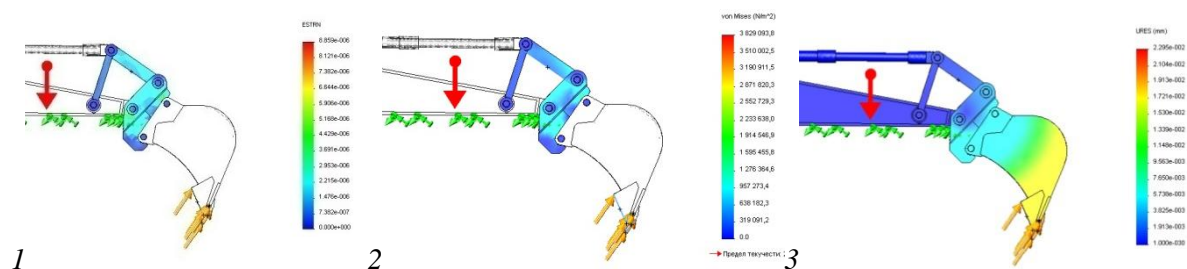 ESTRN
8.859e-006
8.121e-006
7.382e-006
6.644e-006
5.906e-006
5.168e-006
4.429e-006
3.691e-006
2.953e-006
2.215e-006
1.476e-006
7.382e-007
0.000e+000
1
von Mises (N/m^2)
3 829 093,8
3 510 002,5
3 190 911,5
2 871 820,3
2 552 729,3
2 233 638,0
1 914 546,9
1 595 455,8
1 276 364,6
957 273,4
638 182,3
319 091,2
0.0
Предел текучести:
2
URES (mm)
2.295e-002
2.104e-002
1.913e-002
1.721e-002
1.530e-002
1.339e-002
1.148e-002
9.563e-003
7.650e-003
5.738e-003
3.825e-003
1.913e-003
1.000e-030
3